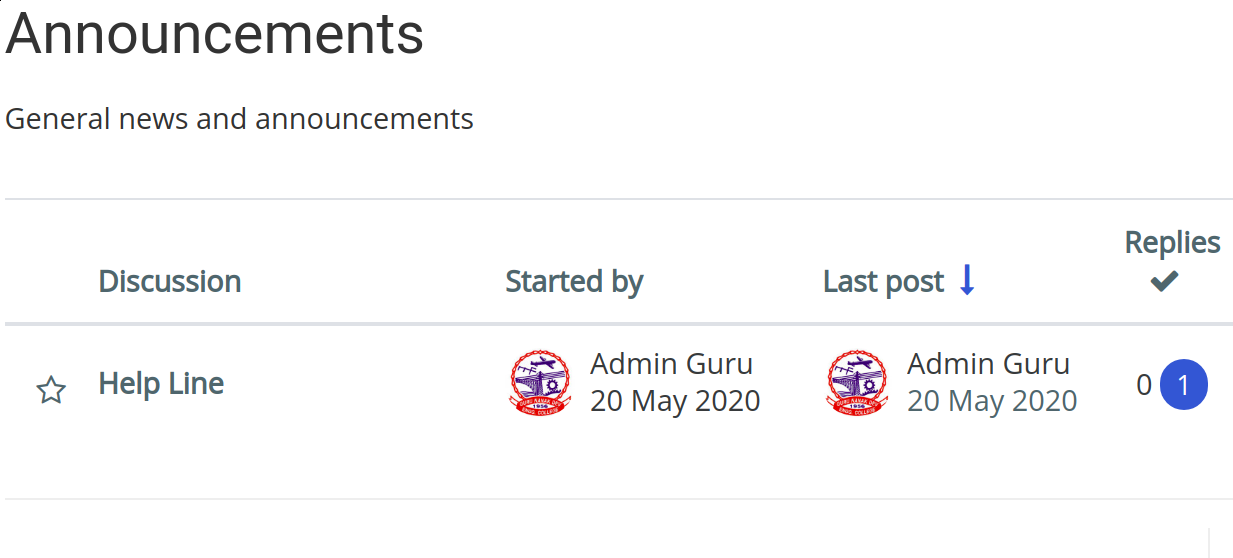 Announcements
General news and announcements
Replies
Discussion Started by Last post
Help Line
Admin Guru
20 May 2020
Admin Guru
20 May 2020
0 1
1956